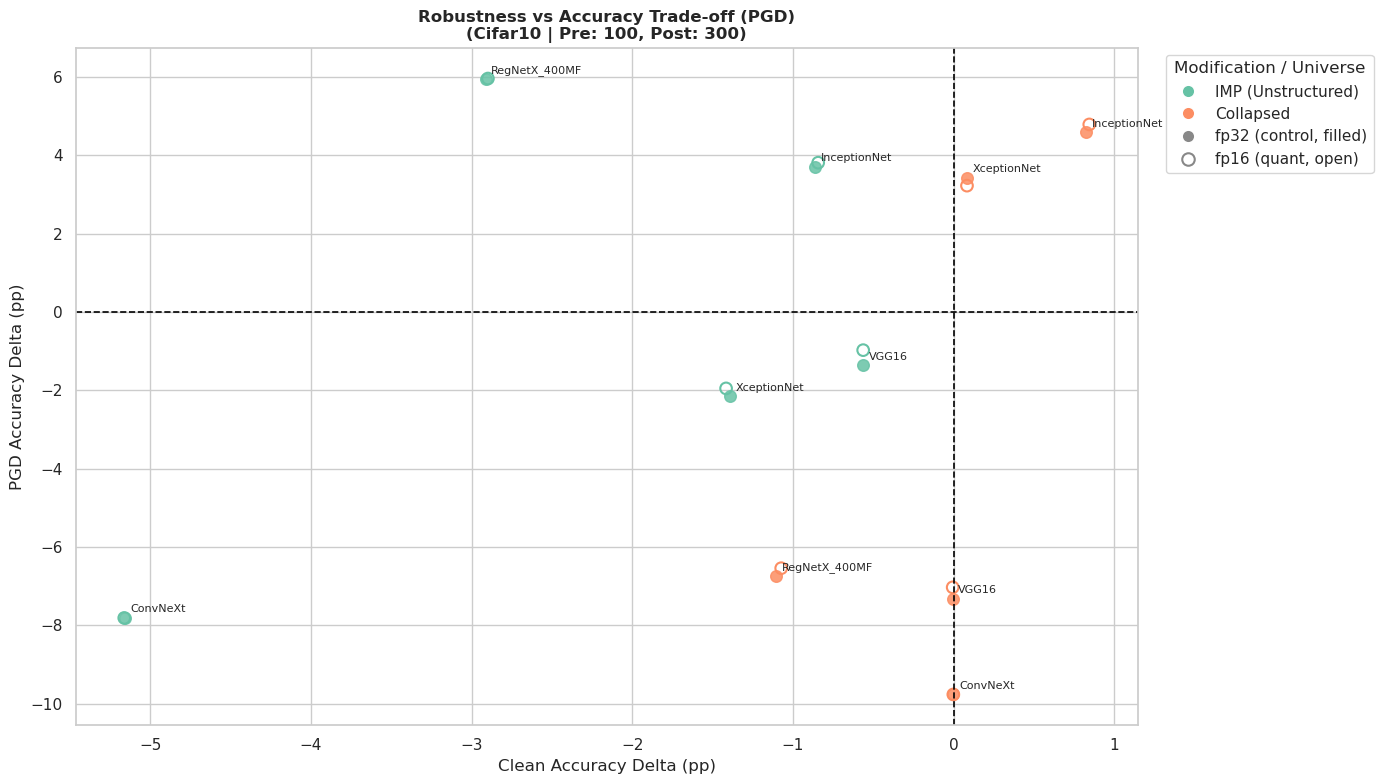 Robustness vs Accuracy Trade-off (PGD)
(Cifar10 | Pre: 100, Post: 300)
Modification / Universe
IMP (Unstructured)
Collapsed
fp32 (control, filled)
fp16 (quant, open)
PGD Accuracy Delta (pp)
6
4
2
0
−2
−4
−6
−8
−10
RegNetX_400MF
InceptionNet
InceptionNet
XceptionNet
VGG16
XceptionNet
RegNetX_400MF
VGG16
ConvNeXt
ConvNeXt
−5
−4
−3
−2
−1
0
1
Clean Accuracy Delta (pp)